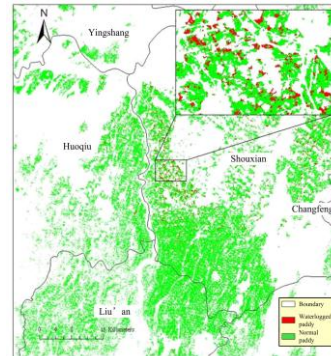 N
Yingshang
Huoqiu
Shouxian
Changfeng
Liu’ an
Boundary
Waterlogged
paddy
Normal
paddy